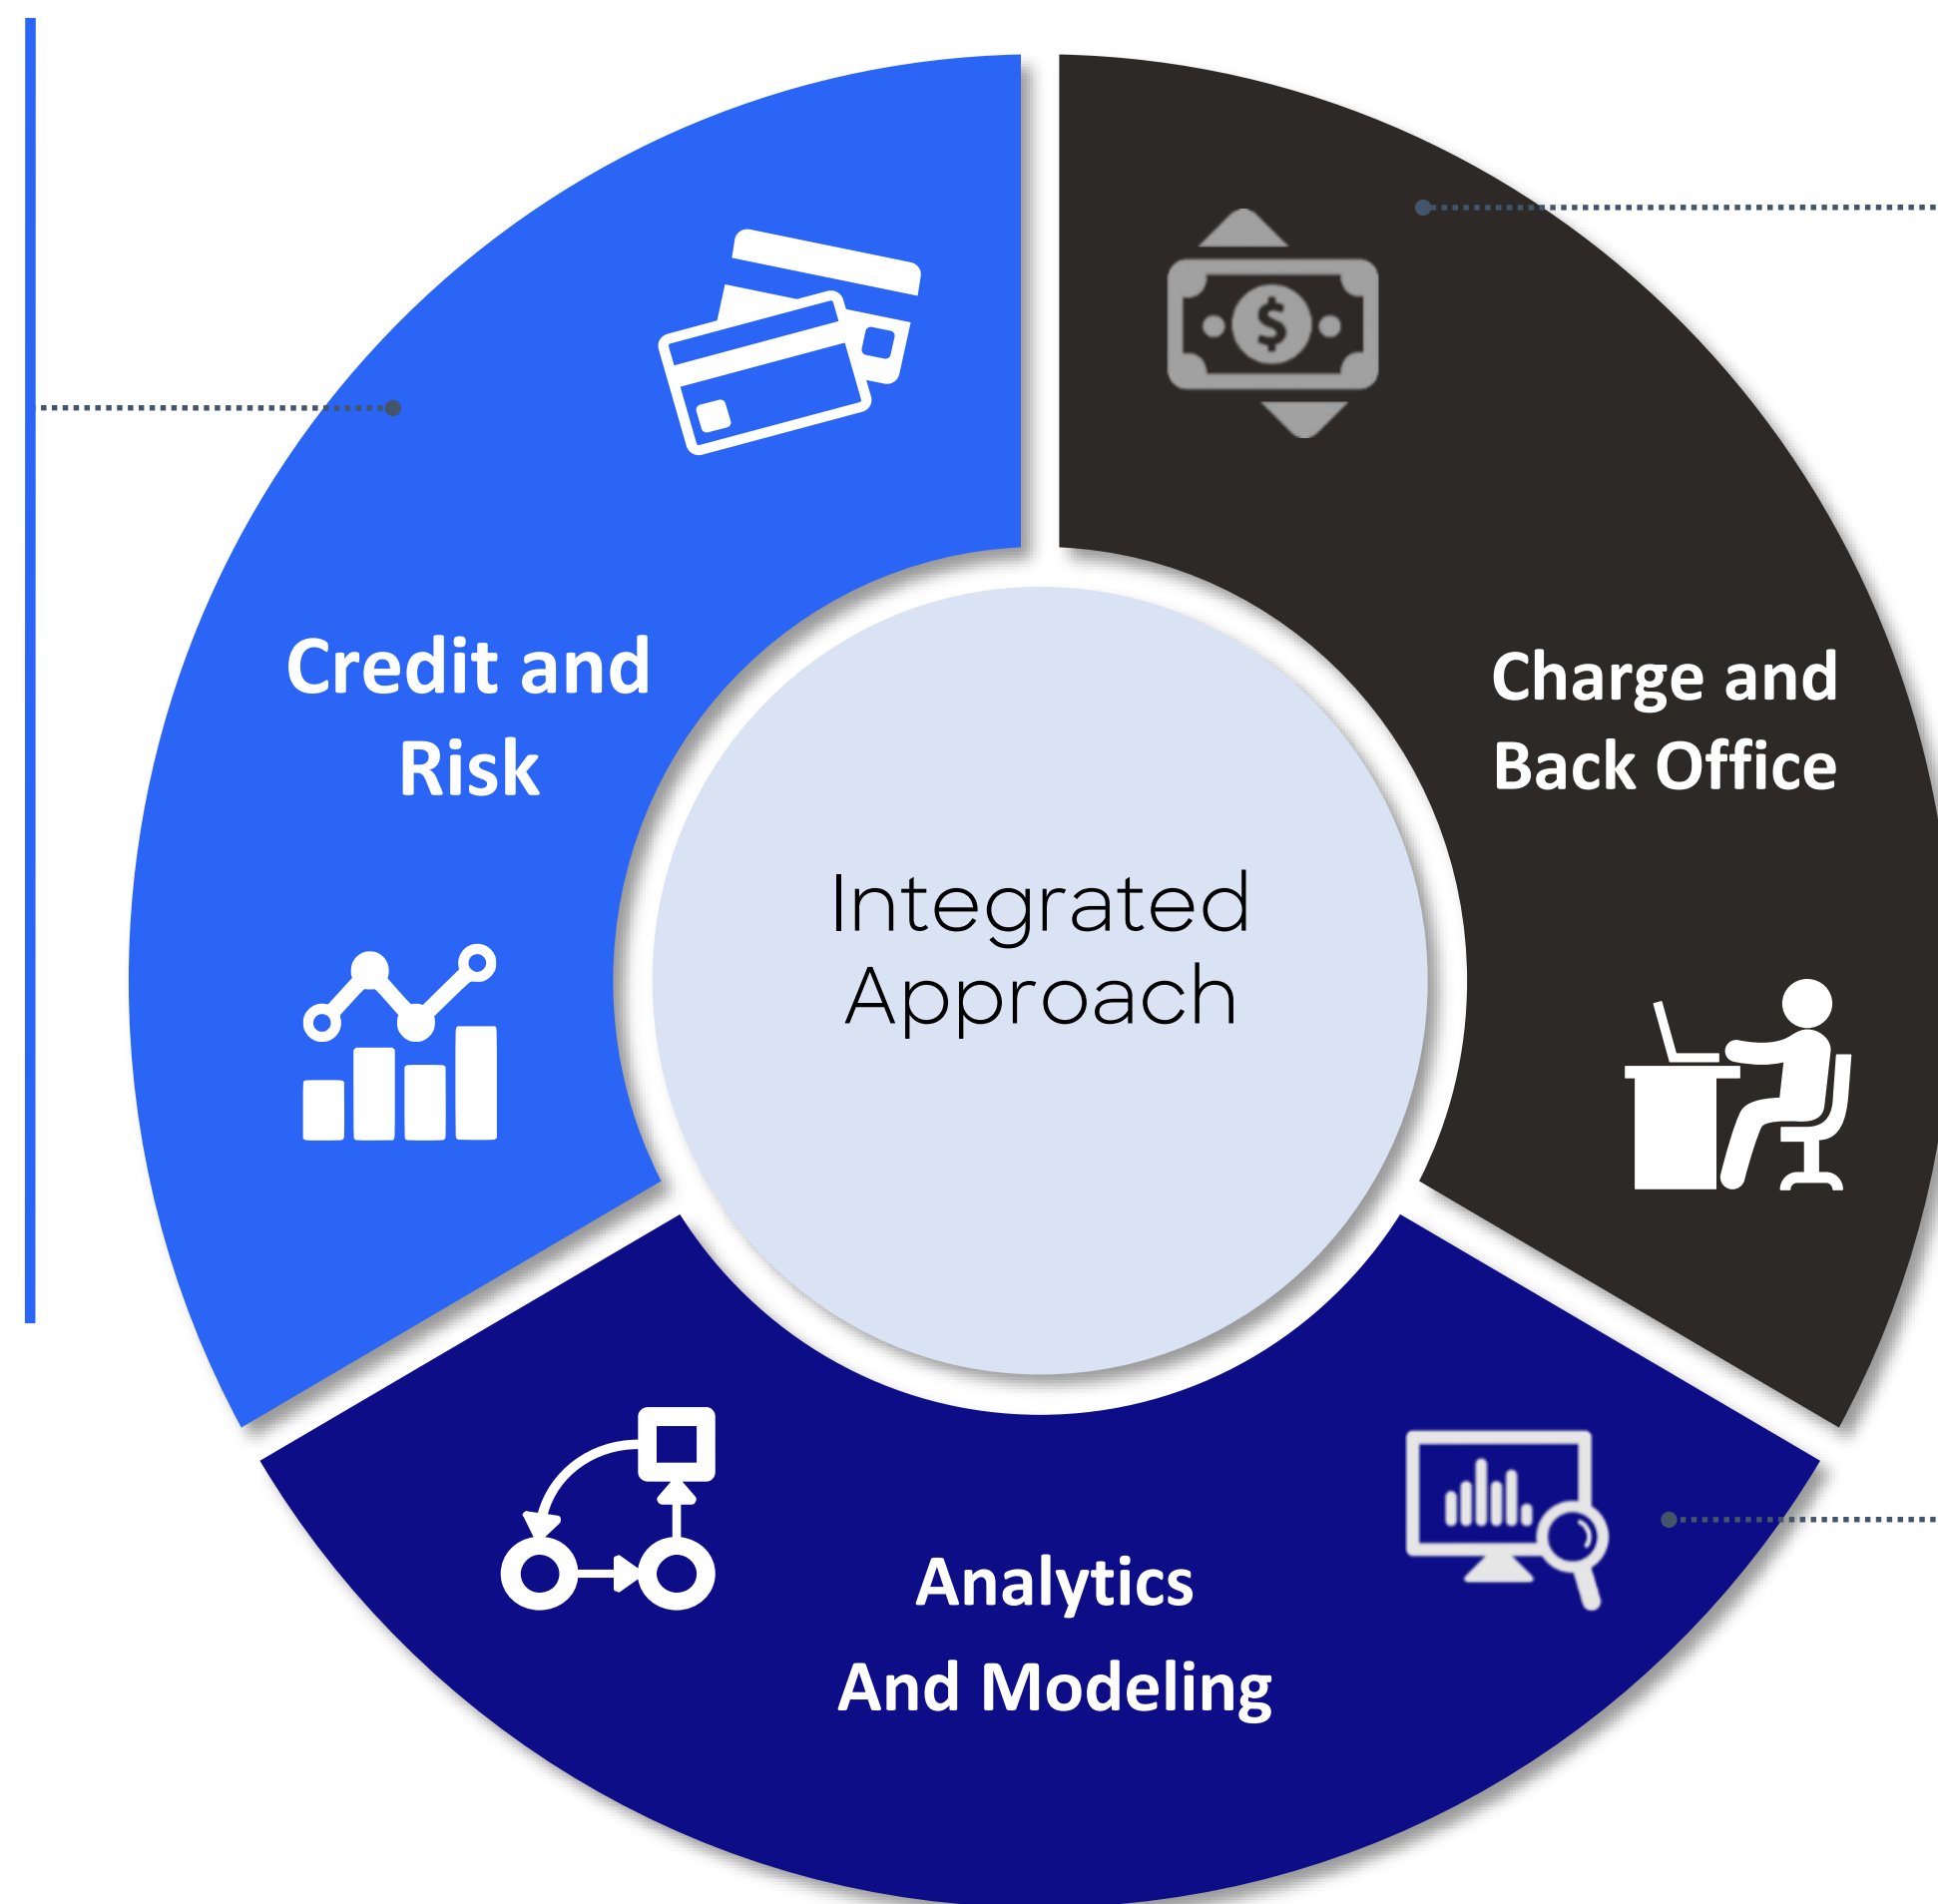 Credit and
Risk
Charge and
Back Office
Integrated
Approach
Analytics
And Modeling